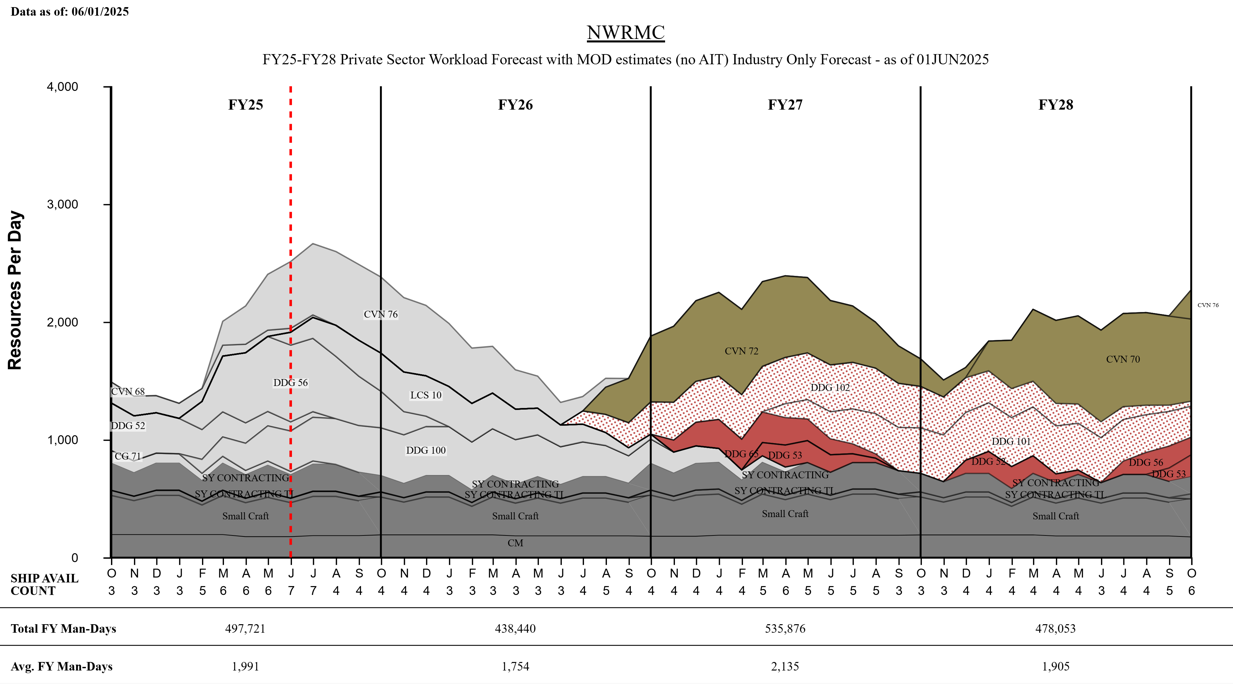 Data as of: 06/01/2025
NWRMC
FY25-FY28 Private Sector Workload Forecast with MOD estimates (no AIT) Industry Only Forecast - as of 01JUN2025
Resources Per Day
4,000
3,000
2,000
1,000
0
FY25
FY26
FY27
FY28
CVN 68
DDG 52
CG 71
DDG 56
SY CONTRACTING
SY CONTRACTING TI
Small Craft
CVN 76
LCS 10
DDG 100
SY CONTRACTING
SY CONTRACTING TI
Small Craft
CM
CVN 72
DDG 102
DDG 65
DDG 53
SY CONTRACTING
SY CONTRACTING TI
Small Craft
CVN 76
CVN 70
DDG 101
DDG 52
DDG 56
DDG 53
SY CONTRACTING
SY CONTRACTING TI
Small Craft
O N D J F M A M J J A S O N D J F M A M J J A S O N D J F M A M J J A S O N D J F M A M J J A S O
SHIP AVAIL COUNT
3 3 3 3 5 6 6 6 7 7 4 4 4 4 4 4 3 4 3 3 3 3 5 4 4 4 4 4 4 5 6 5 5 5 5 3 3 3 4 4 4 4 4 4 3 4 4 5 6
Total FY Man-Days 497,721 438,440 535,876 478,053
Avg. FY Man-Days 1,991 1,754 2,135 1,905